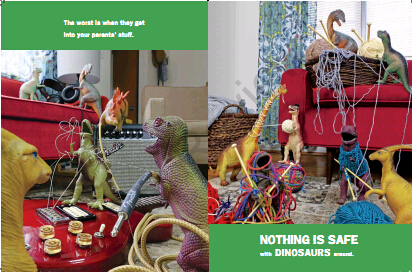 The worst is when they get
into your parents' stuff.
NOTHING IS SAFE
with DINOSAURS around.